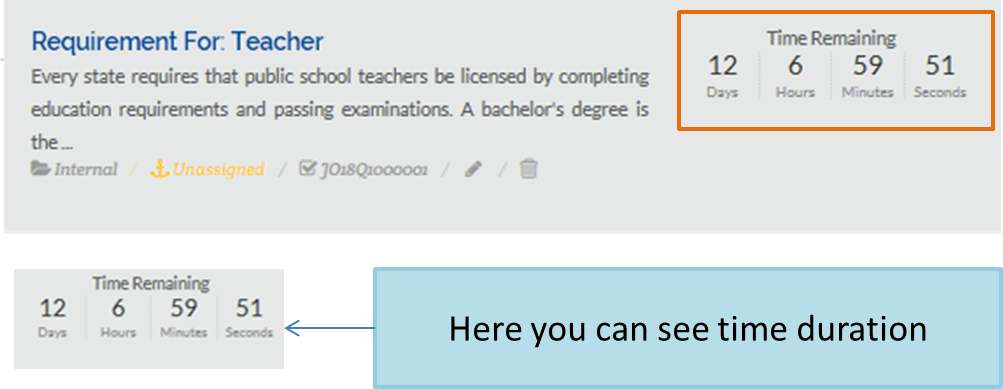 Requirement For: Teacher
Every state requires that public school teachers be licensed by completing
education requirements and passing examinations. A bachelor's degree is
the ...
Internal / Unassigned / JO18Q1000001 / /
Time Remaining
12 6 59 51
Days Hours Minutes Seconds
Time Remaining
12 6 59 51
Days Hours Minutes Seconds
Here you can see time duration